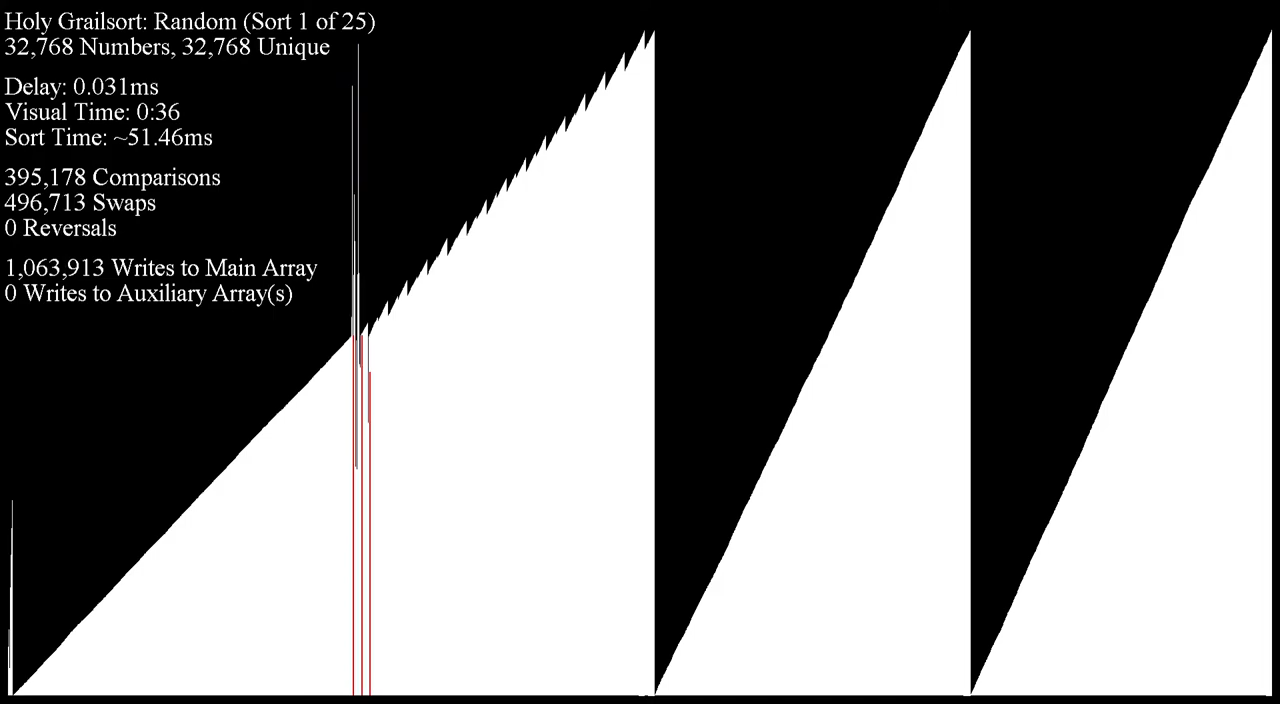 Holy Grailsort: Random (Sort 1 of 25)
32,768 Numbers, 32,768 Unique
Delay: 0.031ms
Visual Time: 0:36
Sort Time: ~51.46ms
395,178 Comparisons
496,713 Swaps
0 Reversals
1,063,913 Writes to Main Array
0 Writes to Auxiliary Array(s)